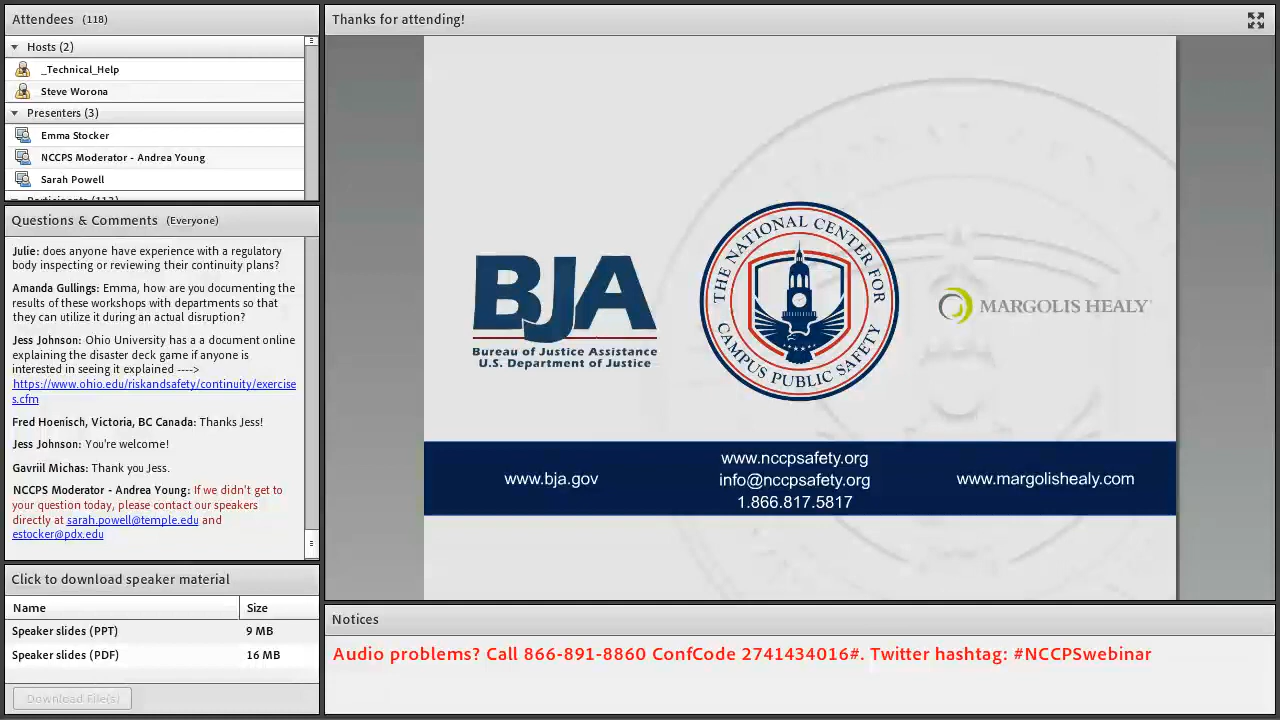 Attendees (118)
Hosts (2)
_Technical_Help
Steve Worona
Presenters (3)
Emma Stocker
NCCPS Moderator - Andrea Young
Sarah Powell
Questions & Comments (Everyone)
Julie: does anyone have experience with a regulatory
body inspecting or reviewing their continuity plans?
Amanda Gullings: Emma, how are you documenting the
results of these workshops with departments so that
they can utilize it during an actual disruption?
Jess Johnson: Ohio University has a a document online
explaining the disaster deck game if anyone is
interested in seeing it explained ---->
https://www.ohio.edu/riskandsafety/continuity/exercise
s.cfm
Fred Hoenisch, Victoria, BC Canada: Thanks Jess!
Jess Johnson: You're welcome!
Gavriil Michas: Thank you Jess.
NCCPS Moderator - Andrea Young: If we didn't get to
your question today, please contact our speakers
directly at sarah.powell@temple.edu and
estocker@pdx.edu
Click to download speaker material
Name Size
Speaker slides (PPT) 9 MB
Speaker slides (PDF) 16 MB
Download File(s)
Thanks for attending!
BJA
Bureau of Justice Assistance
U.S. Department of Justice
THE NATIONAL CENTER FOR
CAMPUS PUBLIC SAFETY
MARGOLIS HEALY
www.bja.gov
www.nccpsafety.org
info@nccpsafety.org
1.866.817.5817
www.margolishealy.com
Notices
Audio problems? Call 866-891-8860 ConfCode 2741434016#. Twitter hashtag: #NCCPSwebinar